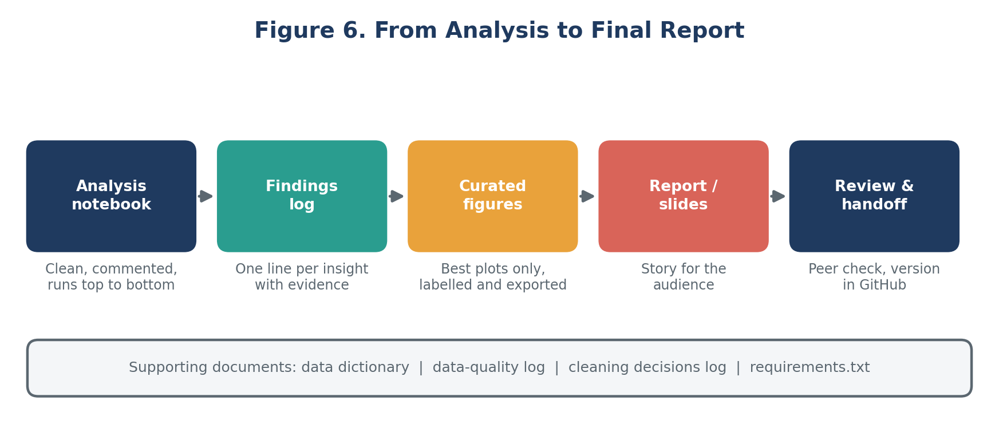 Figure 6. From Analysis to Final Report
Analysis
notebook
Findings
log
Curated
figures
Report /
slides
Review &
handoff
Clean, commented,
runs top to bottom
One line per insight
with evidence
Best plots only,
labelled and exported
Story for the
audience
Peer check, version
in GitHub
Supporting documents: data dictionary | data-quality log | cleaning decisions log | requirements.txt